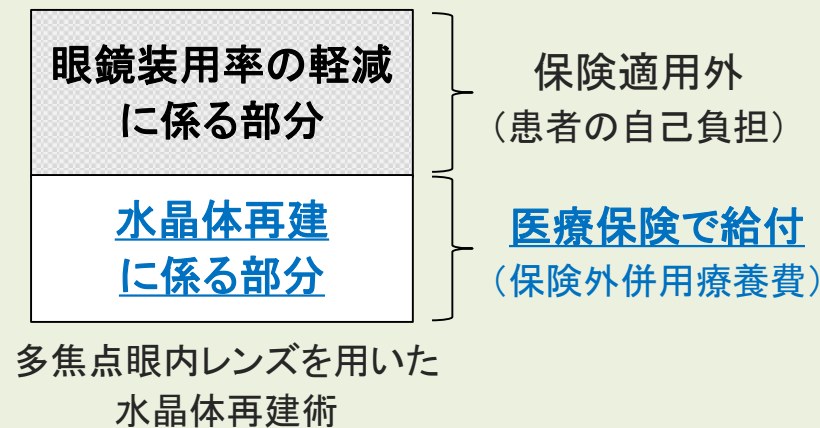 眼鏡装用率の軽減
に係る部分
保険適用外
（患者の自己負担）
水晶体再建
に係る部分
医療保険で給付
（保険外併用療養費）
多焦点眼内レンズを用いた
水晶体再建術